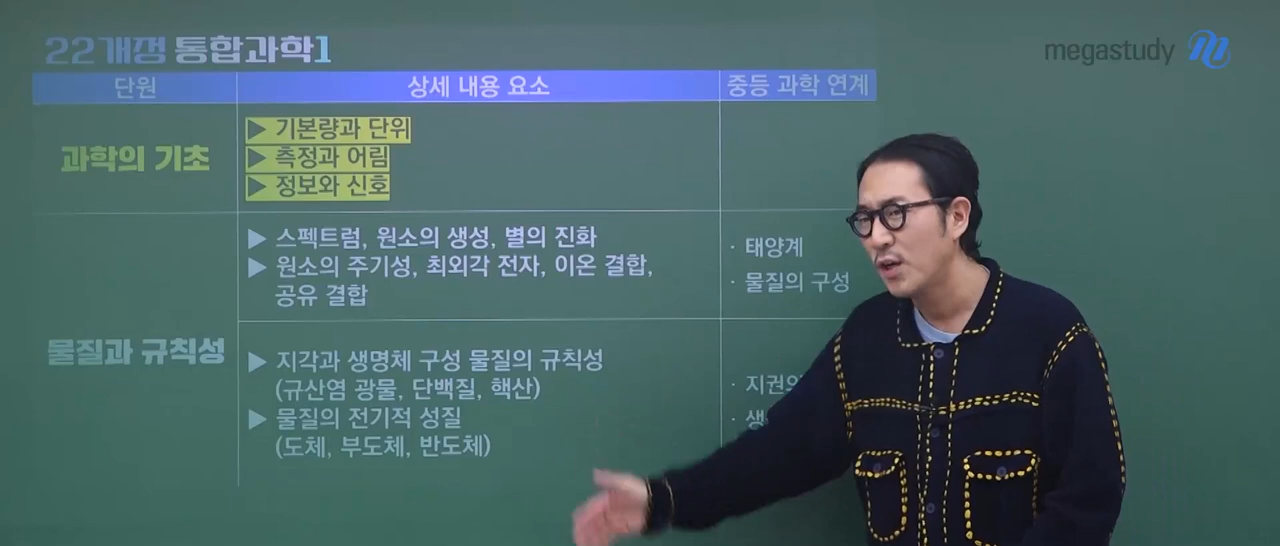 22개정 통합과학1
megastudy
단원
상세 내용 요소
중등 과학 연계
과학의 기초
▶ 기본량과 단위
▶ 측정과 어림
▶ 정보와 신호
물질과 규칙성
▶ 스펙트럼, 원소의 생성, 별의 진화
▶ 원소의 주기성, 최외각 전자, 이온 결합,
공유 결합
· 태양계
· 물질의 구성
▶ 지각과 생명체 구성 물질의 규칙성
(규산염 광물, 단백질, 핵산)
▶ 물질의 전기적 성질
(도체, 부도체, 반도체)